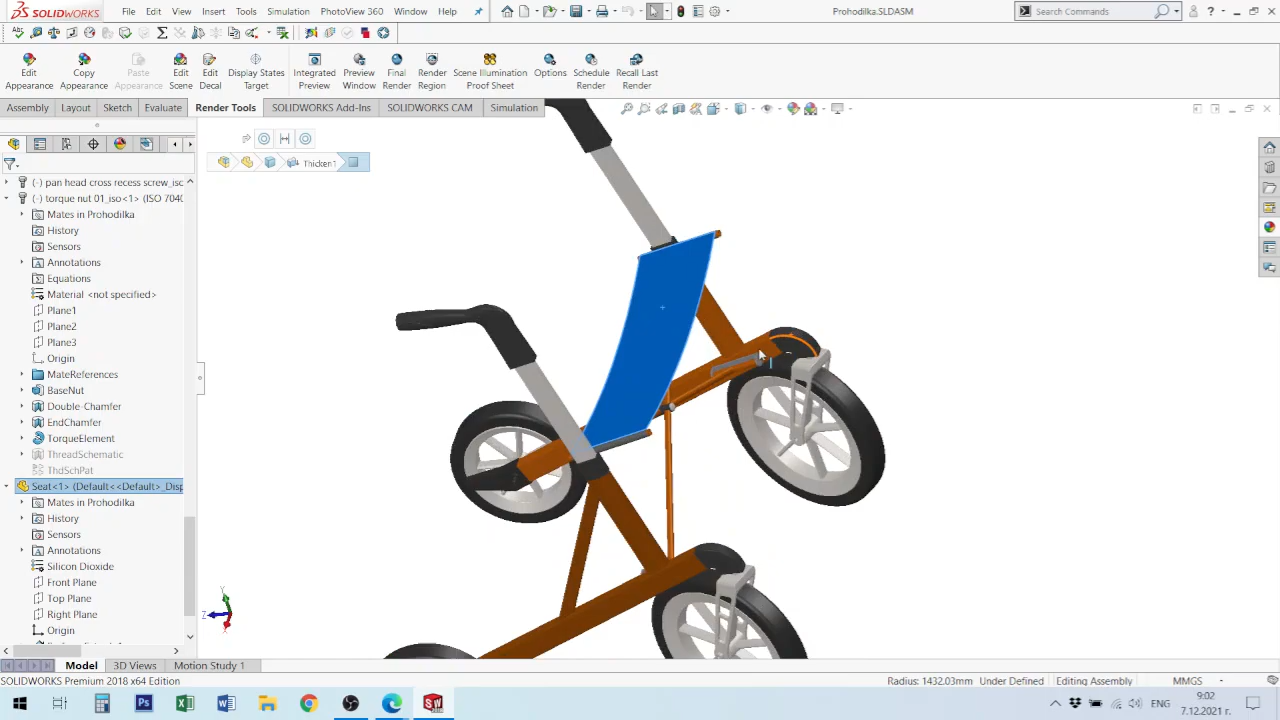 SOLIDWORKS File Edit View Insert Tools Simulation PhotoView 360 Window Help Prohodilka.SLDASM Search Commands
Edit Appearance Copy Appearance Paste Appearance Edit Scene Edit Decal Display States Target Integrated Preview Preview Window Final Render Render Region Scene Illumination Proof Sheet Options Schedule Render Recall Last Render
Assembly Layout Sketch Evaluate Render Tools SOLIDWORKS Add-Ins SOLIDWORKS CAM Simulation
Thicken1
(-) pan head cross recess screw_isc
(-) torque nut 01_iso<1> (ISO 7040
Mates in Prohodilka
History
Sensors
Annotations
Equations
Material <not specified>
Plane1
Plane2
Plane3
Origin
MateReferences
BaseNut
Double-Chamfer
EndChamfer
TorqueElement
ThreadSchematic
ThdSchPat
Seat<1> (Default<<Default>_Disp
Mates in Prohodilka
History
Sensors
Annotations
Silicon Dioxide
Front Plane
Top Plane
Right Plane
Origin
Y
Z
X
Model 3D Views Motion Study 1
SOLIDWORKS Premium 2018 x64 Edition Radius: 1432.03mm Under Defined Editing Assembly MMGS
ENG 9:02
7.12.2021 г.